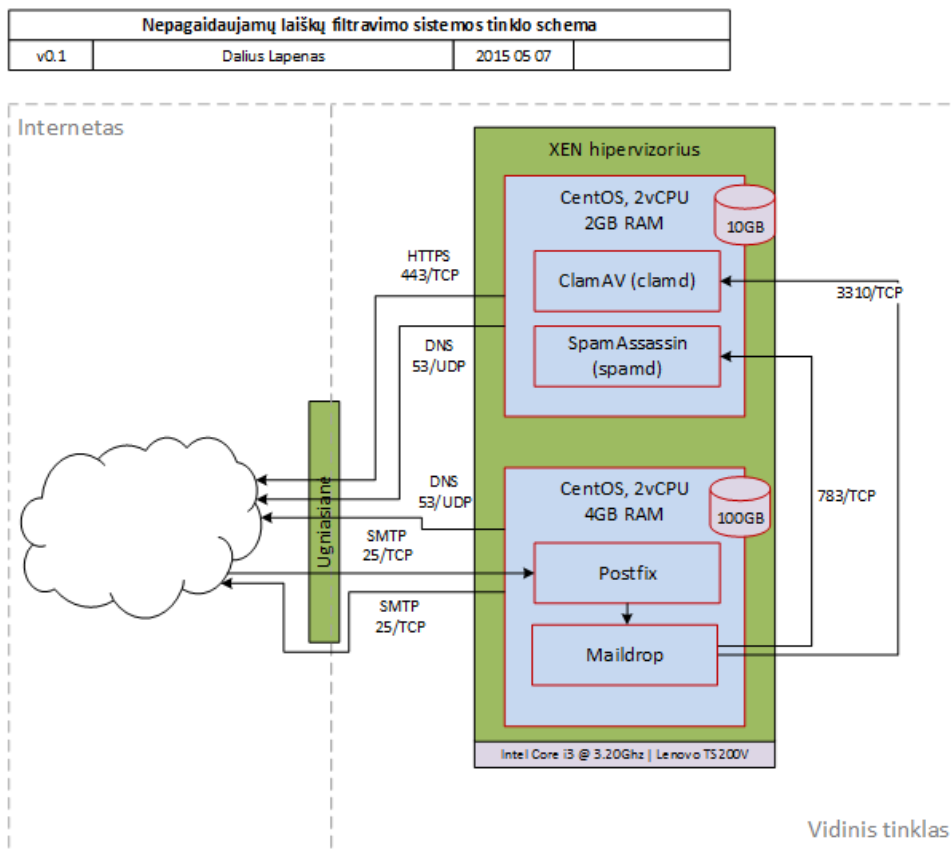 Nepagaidaujamų laiškų filtravimo sistemos tinklo schema
v0.1
Dalius Lapenas
2015 05 07
Internetas
XEN hipervizorius
CentOS, 2vCPU
2GB RAM
10GB
HTTPS
443/TCP
ClamAV (clamd)
3310/TCP
DNS
53/UDP
SpamAssassin
(spamd)
Ugniasiane
DNS
53/UDP
CentOS, 2vCPU
4GB RAM
100GB
783/TCP
SMTP
25/TCP
Postfix
SMTP
25/TCP
Maildrop
Intel Core i3 @ 3.20Ghz | Lenovo TS200V
Vidinis tinklas